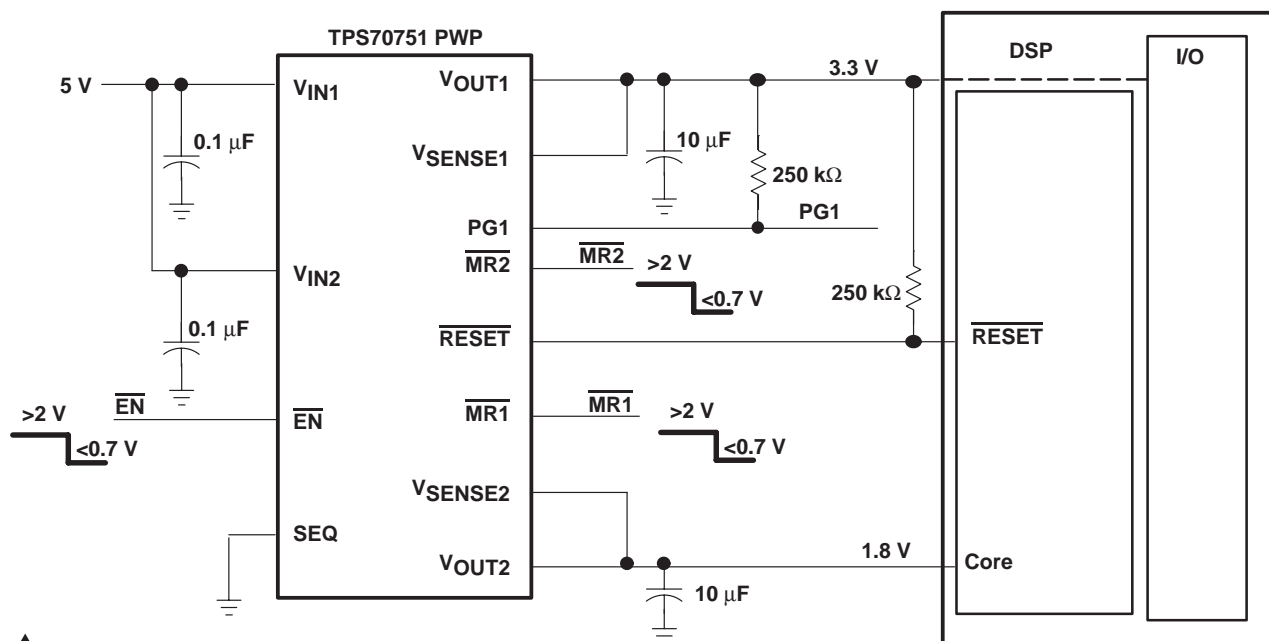 TPS70751 PWP
DSP
I/O
5 V
VIN1
VOUT1
3.3 V
0.1 μF
VSENSE1
10 μF
250 kΩ
PG1
PG1
MR2
MR2
>2 V
<0.7 V
VIN2
250 kΩ
0.1 μF
RESET
RESET
>2 V
<0.7 V
EN
EN
MR1
MR1
>2 V
<0.7 V
VSENSE2
SEQ
VOUT2
1.8 V
Core
10 μF